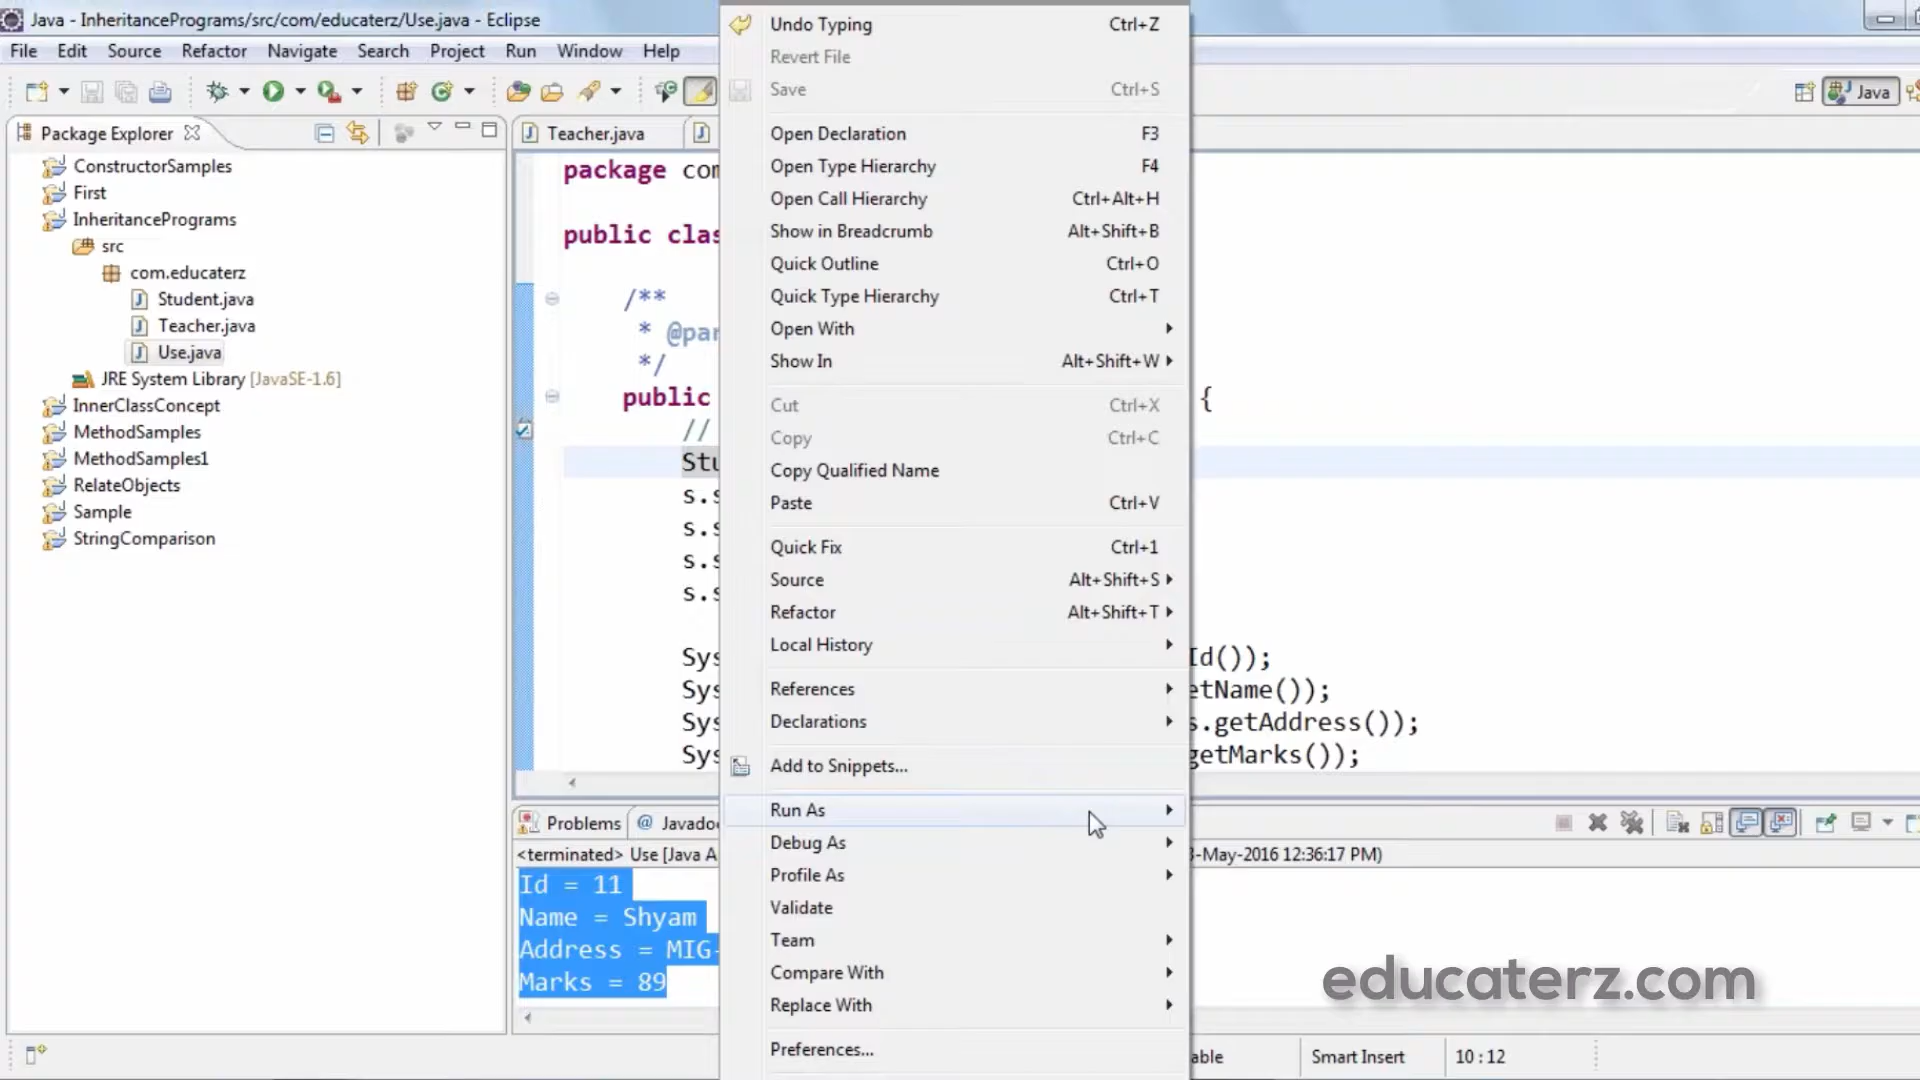 Java - InheritancePrograms/src/com/educaterz/Use.java - Eclipse
File Edit Source Refactor Navigate Search Project Run Window Help
Java
Package Explorer
ConstructorSamples
First
InheritancePrograms
src
com.educaterz
Student.java
Teacher.java
Use.java
JRE System Library [JavaSE-1.6]
InnerClassConcept
MethodSamples
MethodSamples1
RelateObjects
Sample
StringComparison
Teacher.java
package com
public clas
/**
* @par
*/
public {
//
Stu
s.s
s.s
s.s
s.s
Sys Id());
Sys etName());
Sys s.getAddress());
Sys getMarks());
Undo Typing Ctrl+Z
Revert File
Save Ctrl+S
Open Declaration F3
Open Type Hierarchy F4
Open Call Hierarchy Ctrl+Alt+H
Show in Breadcrumb Alt+Shift+B
Quick Outline Ctrl+O
Quick Type Hierarchy Ctrl+T
Open With
Show In Alt+Shift+W
Cut Ctrl+X
Copy Ctrl+C
Copy Qualified Name
Paste Ctrl+V
Quick Fix Ctrl+1
Source Alt+Shift+S
Refactor Alt+Shift+T
Local History
References
Declarations
Add to Snippets...
Run As
Debug As
Profile As
Validate
Team
Compare With
Replace With
Preferences...
Problems @ Javado
<terminated> Use [Java A 3-May-2016 12:36:17 PM)
Id = 11
Name = Shyam
Address = MIG-
Marks = 89
educaterz.com
able Smart Insert 10 : 12